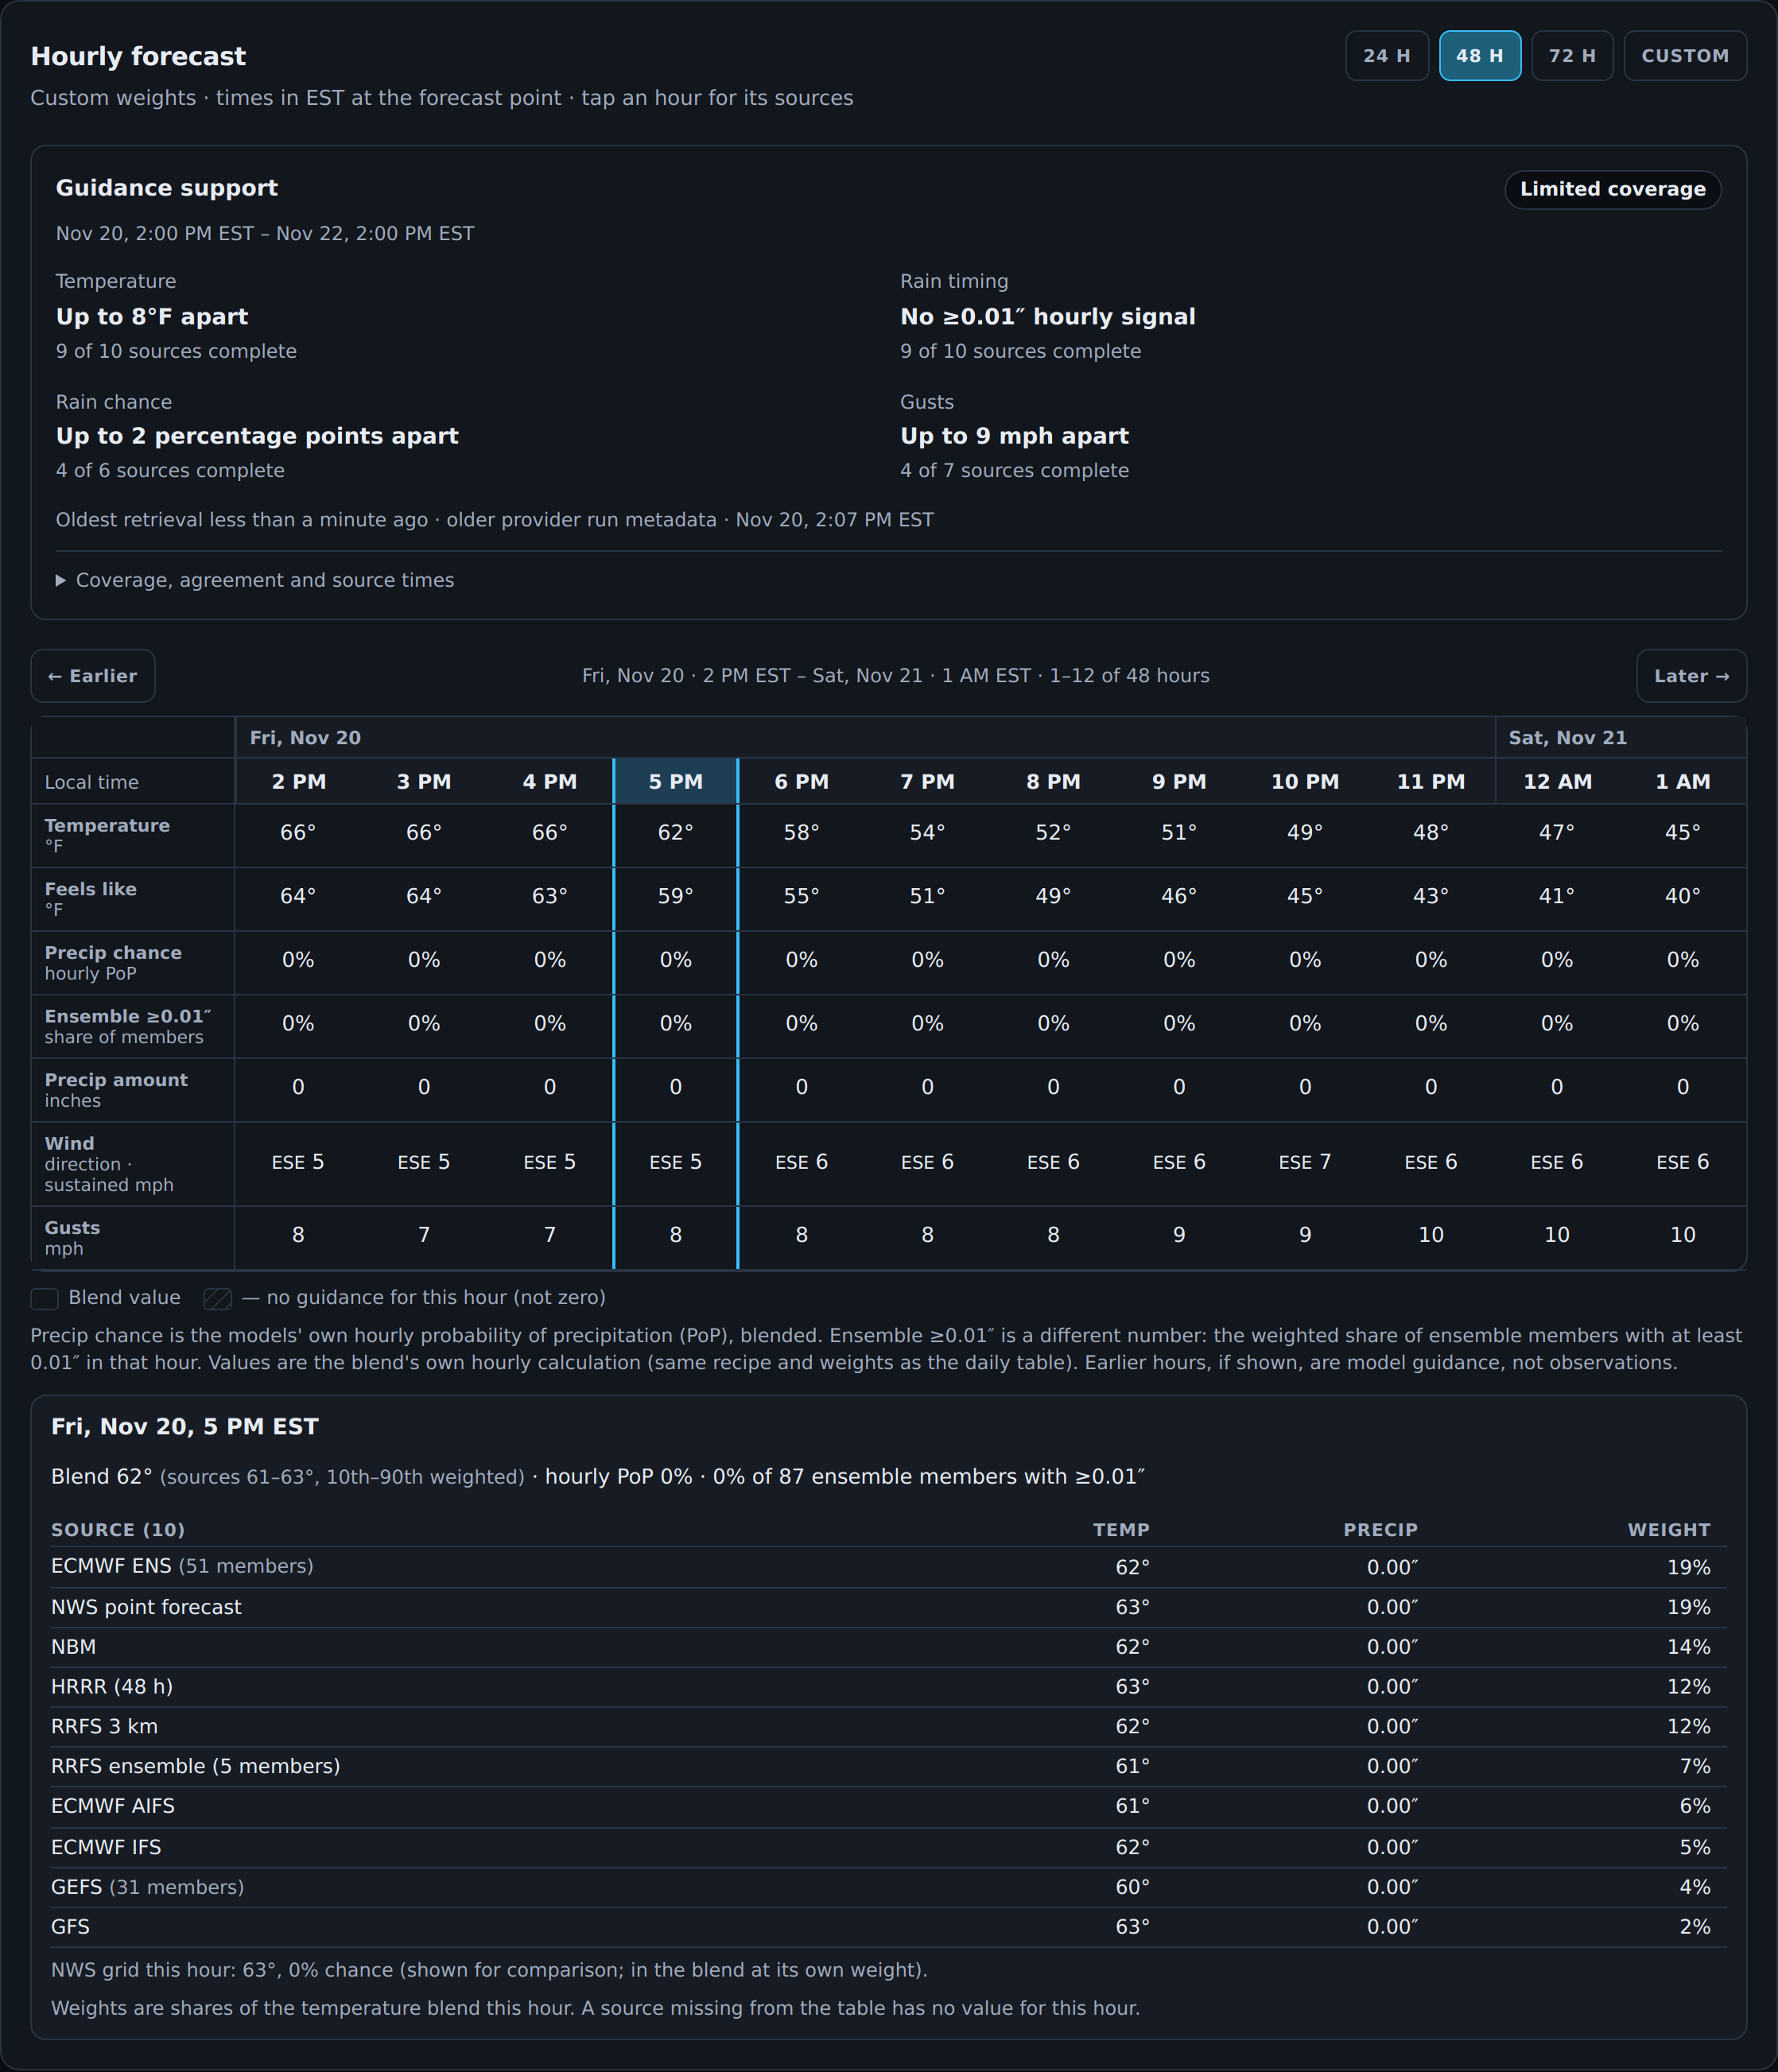 Hourly forecast
24 H 48 H 72 H CUSTOM
Custom weights · times in EST at the forecast point · tap an hour for its sources
Guidance support
Limited coverage
Nov 20, 2:00 PM EST – Nov 22, 2:00 PM EST
Temperature
Up to 8°F apart
9 of 10 sources complete
Rain timing
No ≥0.01″ hourly signal
9 of 10 sources complete
Rain chance
Up to 2 percentage points apart
4 of 6 sources complete
Gusts
Up to 9 mph apart
4 of 7 sources complete
Oldest retrieval less than a minute ago · older provider run metadata · Nov 20, 2:07 PM EST
▶ Coverage, agreement and source times
← Earlier
Fri, Nov 20 · 2 PM EST – Sat, Nov 21 · 1 AM EST · 1–12 of 48 hours
Later →
Fri, Nov 20 Sat, Nov 21
Local time 2 PM 3 PM 4 PM 5 PM 6 PM 7 PM 8 PM 9 PM 10 PM 11 PM 12 AM 1 AM
Temperature
°F
66° 66° 66° 62° 58° 54° 52° 51° 49° 48° 47° 45°
Feels like
°F
64° 64° 63° 59° 55° 51° 49° 46° 45° 43° 41° 40°
Precip chance
hourly PoP
0% 0% 0% 0% 0% 0% 0% 0% 0% 0% 0% 0%
Ensemble ≥0.01″
share of members
0% 0% 0% 0% 0% 0% 0% 0% 0% 0% 0% 0%
Precip amount
inches
0 0 0 0 0 0 0 0 0 0 0 0
Wind
direction ·
sustained mph
ESE 5 ESE 5 ESE 5 ESE 5 ESE 6 ESE 6 ESE 6 ESE 6 ESE 7 ESE 6 ESE 6 ESE 6
Gusts
mph
8 7 7 8 8 8 8 9 9 10 10 10
Blend value — no guidance for this hour (not zero)
Precip chance is the models' own hourly probability of precipitation (PoP), blended. Ensemble ≥0.01″ is a different number: the weighted share of ensemble members with at least
0.01″ in that hour. Values are the blend's own hourly calculation (same recipe and weights as the daily table). Earlier hours, if shown, are model guidance, not observations.
Fri, Nov 20, 5 PM EST
Blend 62° (sources 61–63°, 10th–90th weighted) · hourly PoP 0% · 0% of 87 ensemble members with ≥0.01″
SOURCE (10) TEMP PRECIP WEIGHT
ECMWF ENS (51 members) 62° 0.00″ 19%
NWS point forecast 63° 0.00″ 19%
NBM 62° 0.00″ 14%
HRRR (48 h) 63° 0.00″ 12%
RRFS 3 km 62° 0.00″ 12%
RRFS ensemble (5 members) 61° 0.00″ 7%
ECMWF AIFS 61° 0.00″ 6%
ECMWF IFS 62° 0.00″ 5%
GEFS (31 members) 60° 0.00″ 4%
GFS 63° 0.00″ 2%
NWS grid this hour: 63°, 0% chance (shown for comparison; in the blend at its own weight).
Weights are shares of the temperature blend this hour. A source missing from the table has no value for this hour.